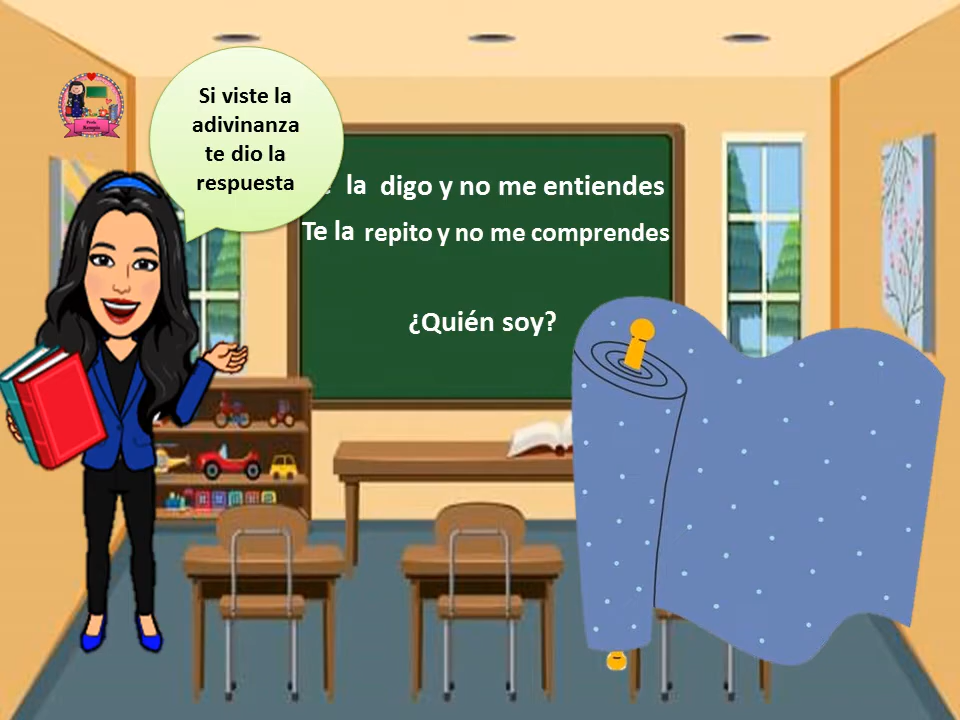 Si viste la
adivinanza
te dio la
respuesta
la digo y no me entiendes
Te la repito y no me comprendes
¿Quién soy?